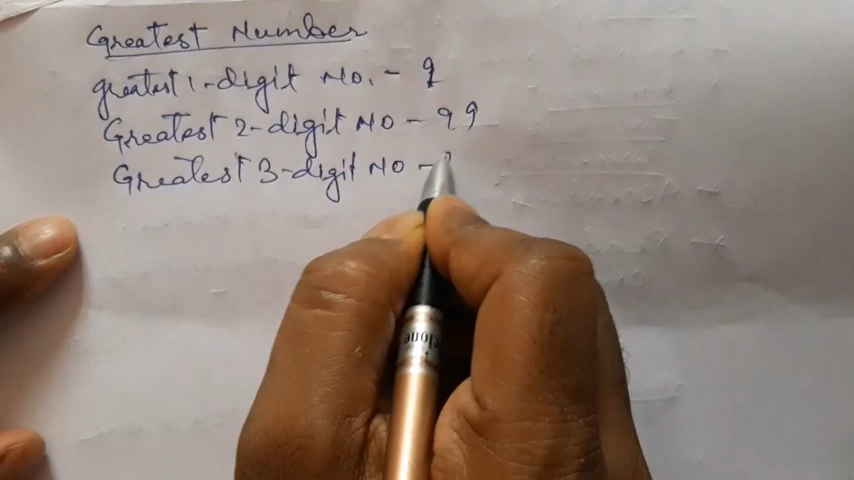 Greatest Number
greatest 1-digit No. - 9
Greatest 2-digit NO - 99
Greatest 3-digit NO -